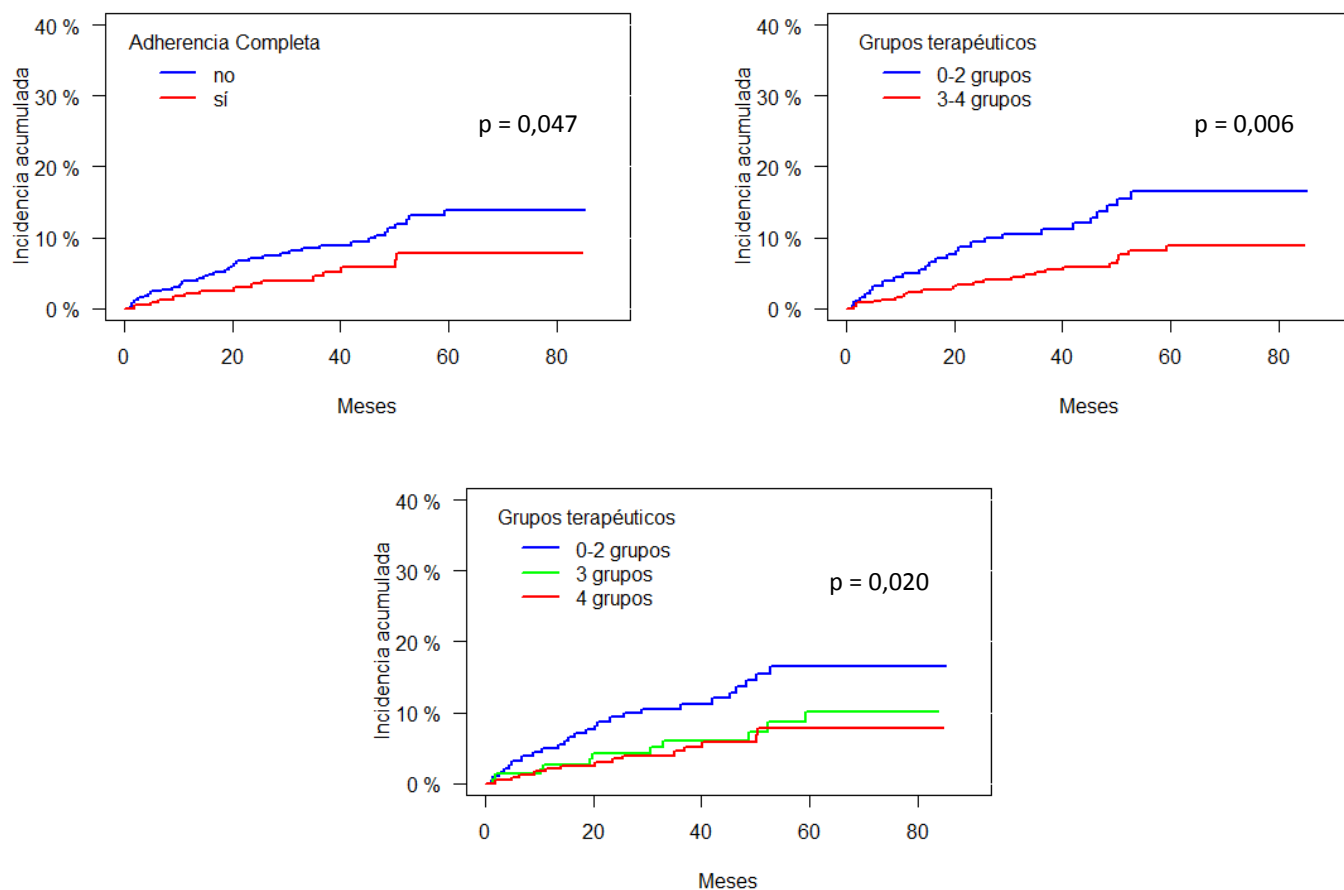 Incidencia acumulada
40 %
30 %
20 %
10 %
0 %
Adherencia Completa
no
sí
p = 0,047
0 20 40 60 80
Meses
Incidencia acumulada
40 %
30 %
20 %
10 %
0 %
Grupos terapéuticos
0-2 grupos
3-4 grupos
p = 0,006
0 20 40 60 80
Meses
Incidencia acumulada
40 %
30 %
20 %
10 %
0 %
Grupos terapéuticos
0-2 grupos
3 grupos
4 grupos
p = 0,020
0 20 40 60 80
Meses